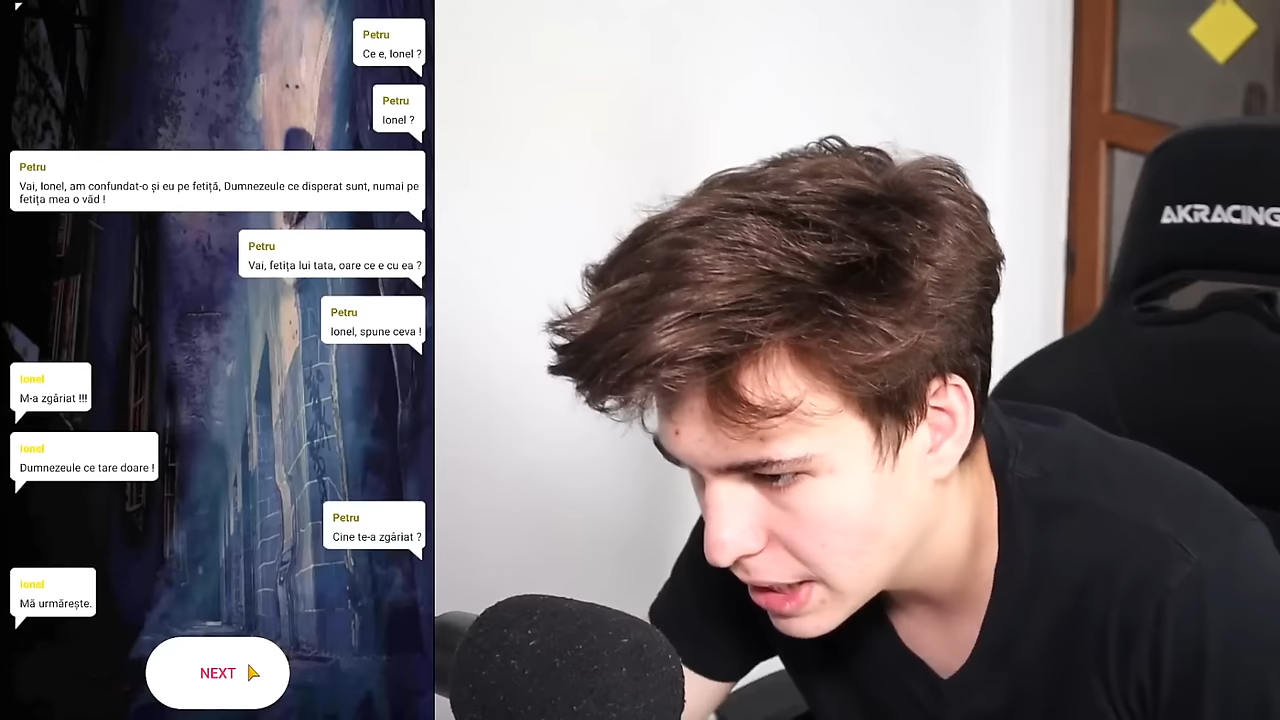 Petru
Ce e, Ionel ?
Petru
Ionel ?
Petru
Vai, Ionel, am confundat-o și eu pe fetiță, Dumnezeule ce disperat sunt, numai pe
fetița mea o văd !
Petru
Vai, fetița lui tata, oare ce e cu ea ?
Petru
Ionel, spune ceva !
Ionel
M-a zgâriat !!!
Ionel
Dumnezeule ce tare doare !
Petru
Cine te-a zgâriat ?
Ionel
Mă urmărește.
NEXT
AKRACING